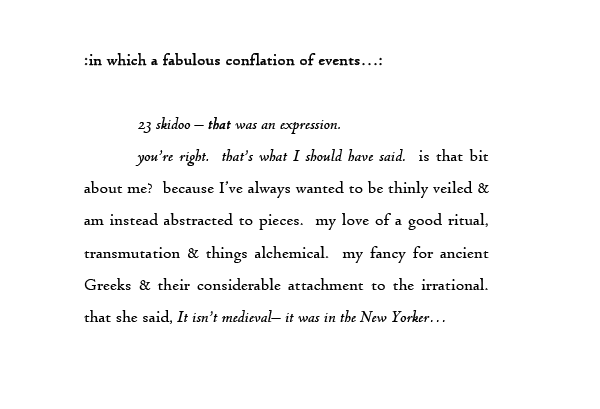 :in which a fabulous conflation of events…:
23 skidoo – that was an expression.
you're right.  that's what I should have said.  is that bit
about me?  because I've always wanted to be thinly veiled &
am instead abstracted to pieces.  my love of a good ritual,
transmutation & things alchemical.  my fancy for ancient
Greeks & their considerable attachment to the irrational.
that she said, It isn't medieval– it was in the New Yorker…